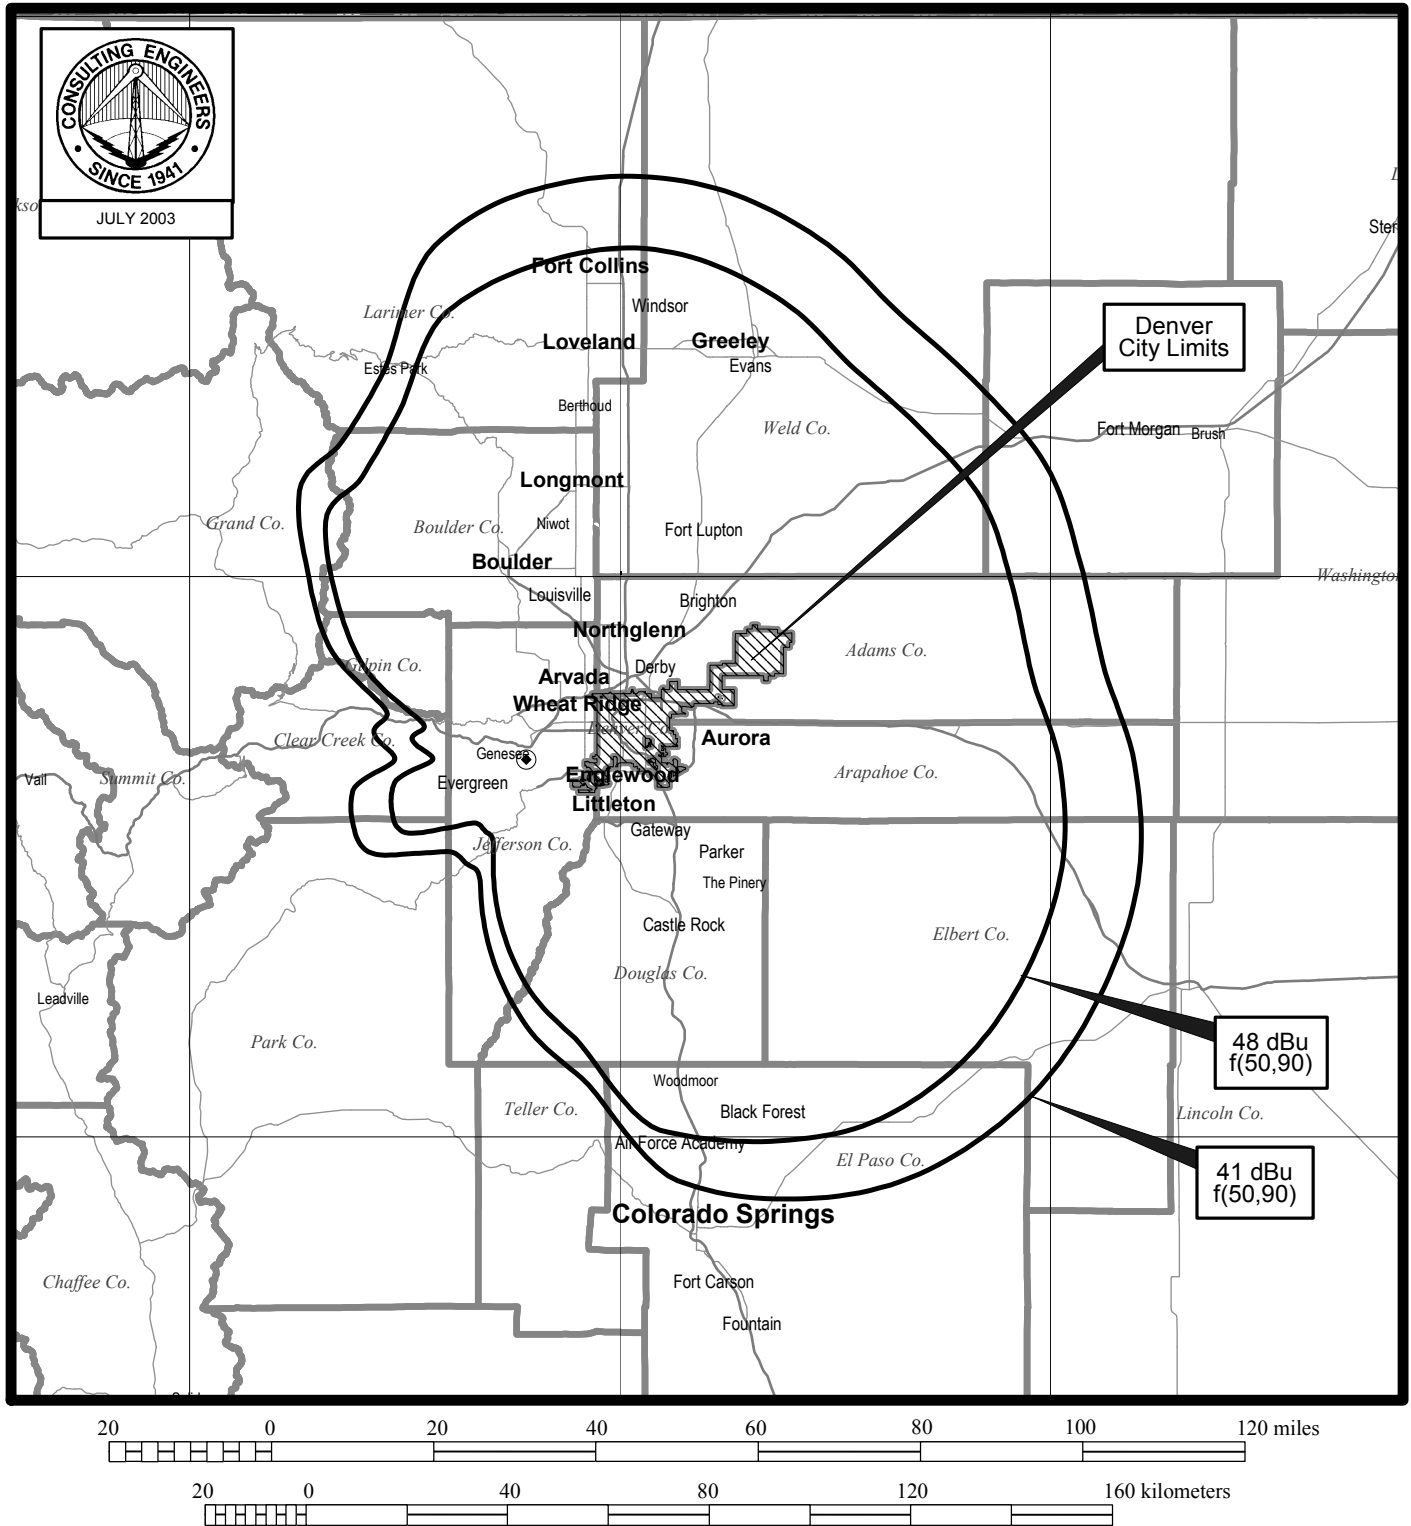 CONSULTING ENGINEERS
SINCE 1941
JULY 2003
Fort Collins
Windsor
Larimer Co.
Loveland
Greeley
Evans
Estes Park
Denver
City Limits
Berthoud
Weld Co.
Fort Morgan
Brush
Longmont
Grand Co.
Boulder Co.
Niwot
Fort Lupton
Boulder
Louisville
Brighton
Northglenn
Gilpin Co.
Derby
Adams Co.
Arvada
Wheat Ridge
Denver Co.
Clear Creek Co.
Aurora
Genesee
Vail
Summit Co.
Evergreen
Englewood
Arapahoe Co.
Littleton
Gateway
Jefferson Co.
Parker
The Pinery
Castle Rock
Elbert Co.
Douglas Co.
Leadville
Park Co.
48 dBu
f(50,90)
Woodmoor
Teller Co.
Black Forest
Lincoln Co.
Air Force Academy
El Paso Co.
41 dBu
f(50,90)
Colorado Springs
Chaffee Co.
Fort Carson
Fountain
20 0 20 40 60 80 100 120 miles
20 0 40 80 120 160 kilometers